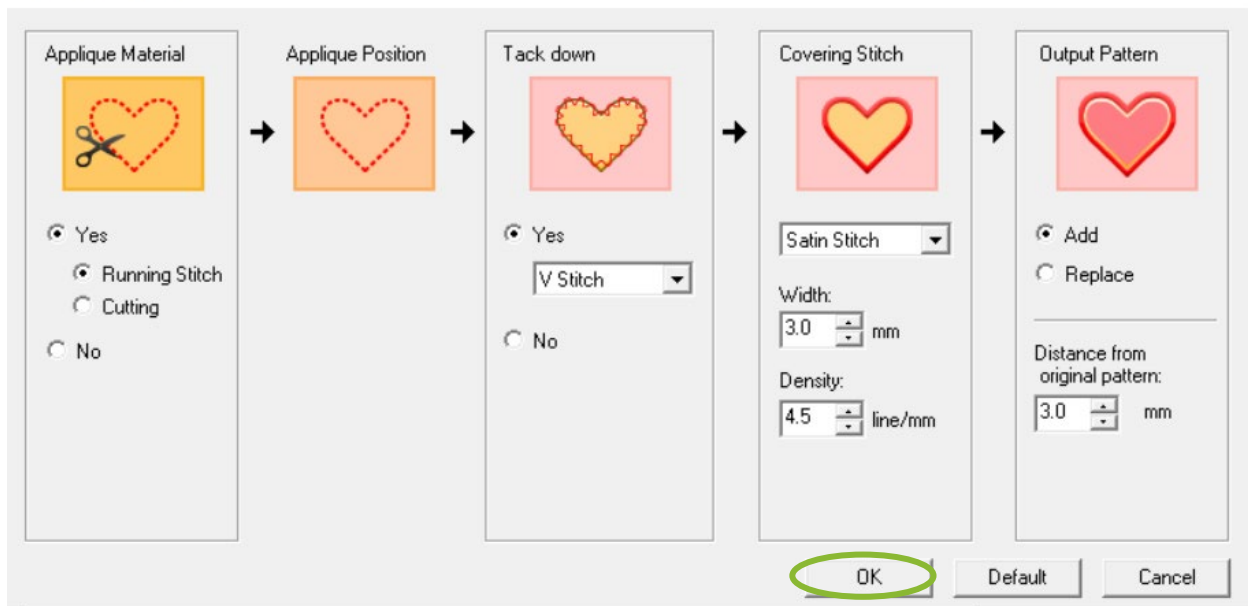 Applique Material
Applique Position
Tack down
Covering Stitch
Output Pattern
Yes
Running Stitch
Cutting
No
Yes
V Stitch
No
Satin Stitch
Width:
3.0 mm
Density:
4.5 line/mm
Add
Replace
Distance from
original pattern:
3.0 mm
OK
Default
Cancel